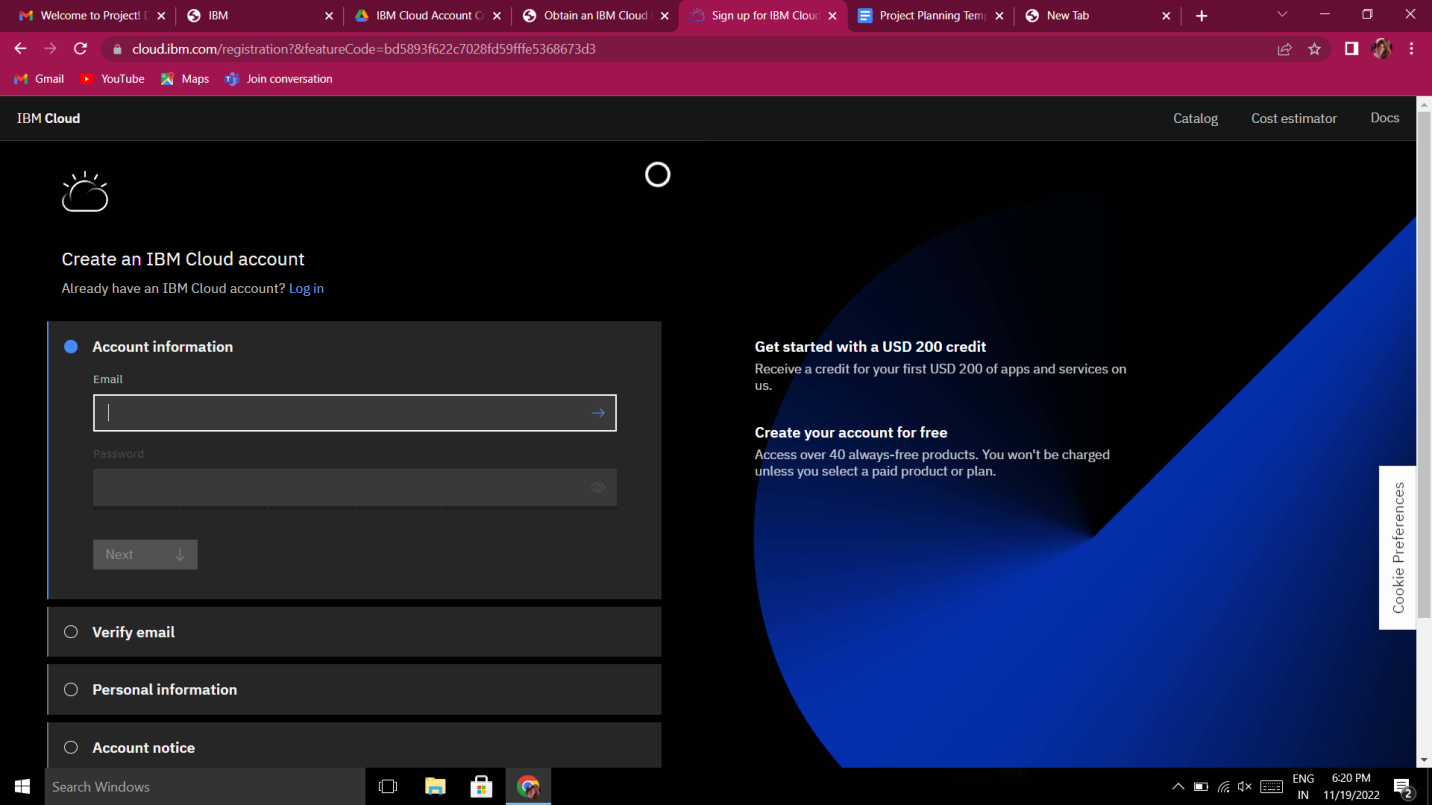 Welcome to Project! D
IBM
IBM Cloud Account Cr
Obtain an IBM Cloud
Sign up for IBM Cloud
Project Planning Temp
New Tab
cloud.ibm.com/registration?&featureCode=bd5893f622c7028fd59fffe5368673d3
Gmail
YouTube
Maps
Join conversation
IBM Cloud
Catalog
Cost estimator
Docs
Create an IBM Cloud account
Already have an IBM Cloud account? Log in
Account information
Email
Password
Next
Verify email
Personal information
Account notice
Get started with a USD 200 credit
Receive a credit for your first USD 200 of apps and services on
us.
Create your account for free
Access over 40 always-free products. You won't be charged
unless you select a paid product or plan.
Cookie Preferences
Search Windows
ENG
IN
6:20 PM
11/19/2022
2